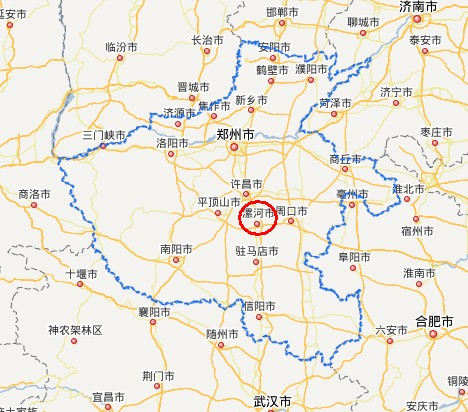 济南市
邯郸市
延安市
聊城市
长治市
临汾市
安阳市
泰安市
鹤壁市
濮阳市
晋城市
新乡市
济宁市
焦作市
菏泽市
济源市
郑州市
枣庄市
三门峡市
洛阳市
商丘市
许昌市
商洛市
平顶山市
亳州市
淮北市
漯河市
周口市
宿州市
南阳市
驻马店市
阜阳市
十堰市
淮南市
襄阳市
信阳市
合肥市
神农架林区
随州市
六安市
荆门市
铜陵
宜昌市
武汉市
安庆市